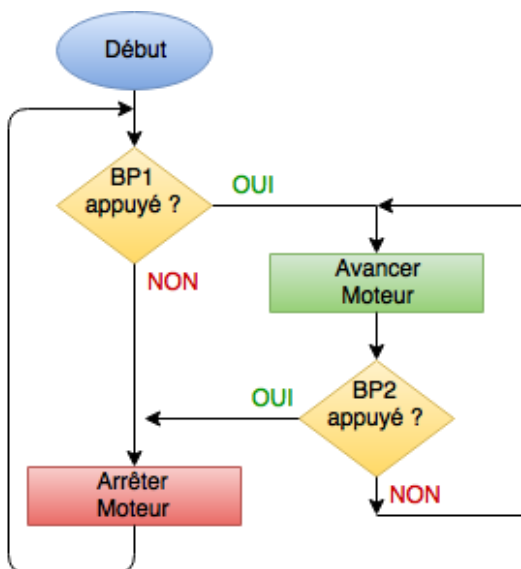 Début
BP1
appuyé ?
OUI
NON
Avancer
Moteur
BP2
appuyé ?
OUI
NON
Arrêter
Moteur